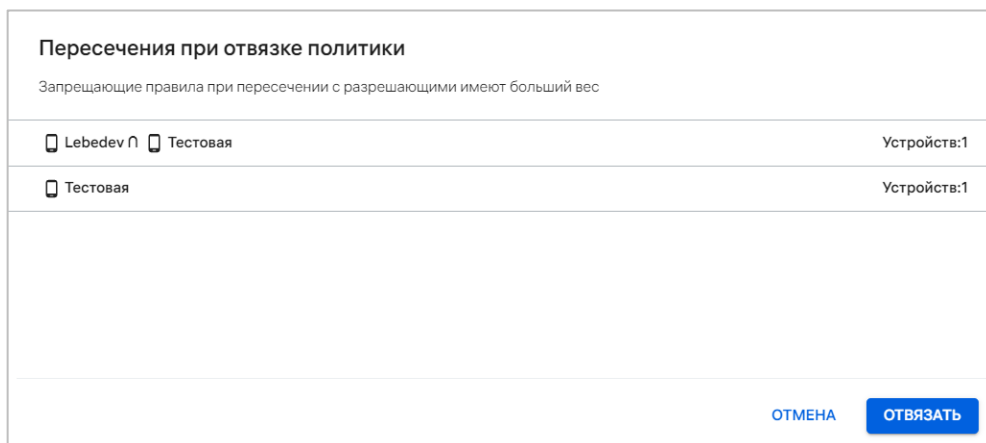 Пересечения при отвязке политики
Запрещающие правила при пересечении с разрешающими имеют больший вес
Lebedev ∩ Тестовая Устройств:1
Тестовая Устройств:1
ОТМЕНА ОТВЯЗАТЬ